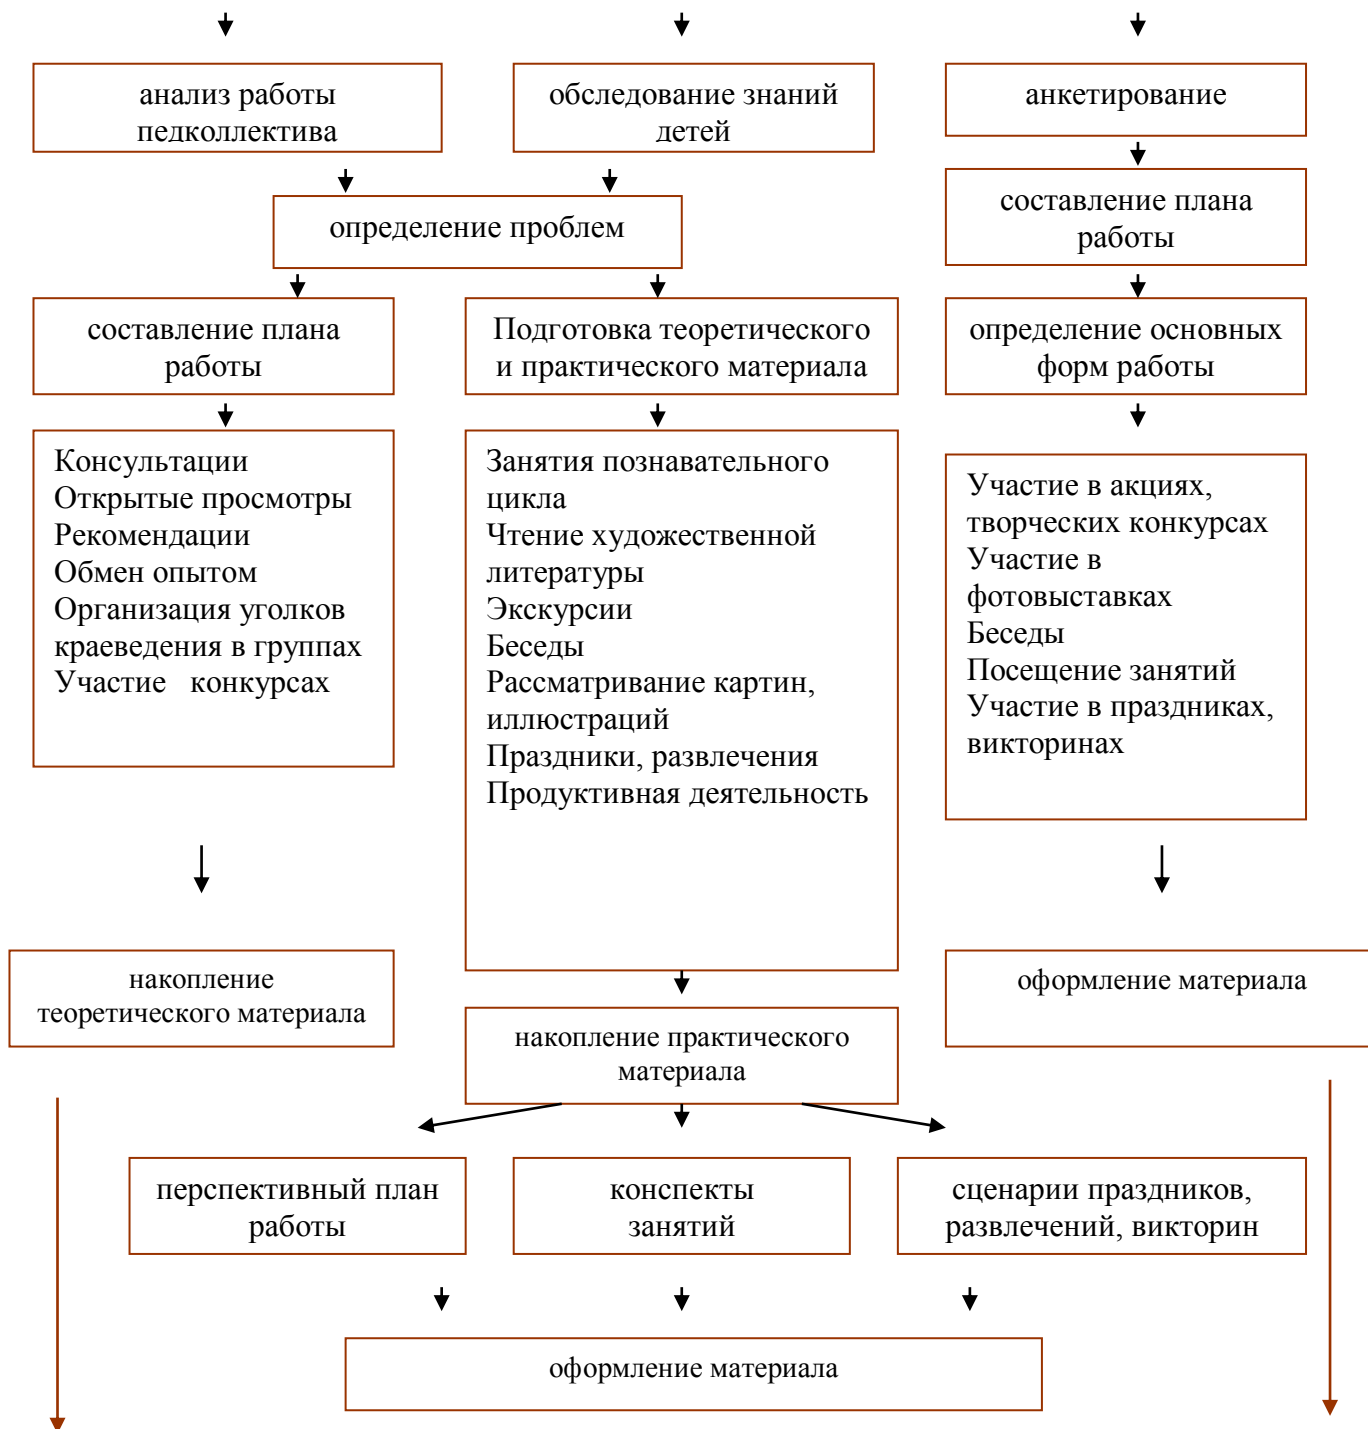 анализ работы
педколлектива
обследование знаний
детей
анкетирование
составление плана
работы
определение проблем
составление плана
работы
Подготовка теоретического
и практического материала
определение основных
форм работы
Консультации
Открытые просмотры
Рекомендации
Обмен опытом
Организация уголков
краеведения в группах
Участие конкурсах
Занятия познавательного
цикла
Чтение художественной
литературы
Экскурсии
Беседы
Рассматривание картин,
иллюстраций
Праздники, развлечения
Продуктивная деятельность
Участие в акциях,
творческих конкурсах
Участие в
фотовыставках
Беседы
Посещение занятий
Участие в праздниках,
викторинах
накопление
теоретического материала
оформление материала
накопление практического
материала
перспективный план
работы
конспекты
занятий
сценарии праздников,
развлечений, викторин
оформление материала